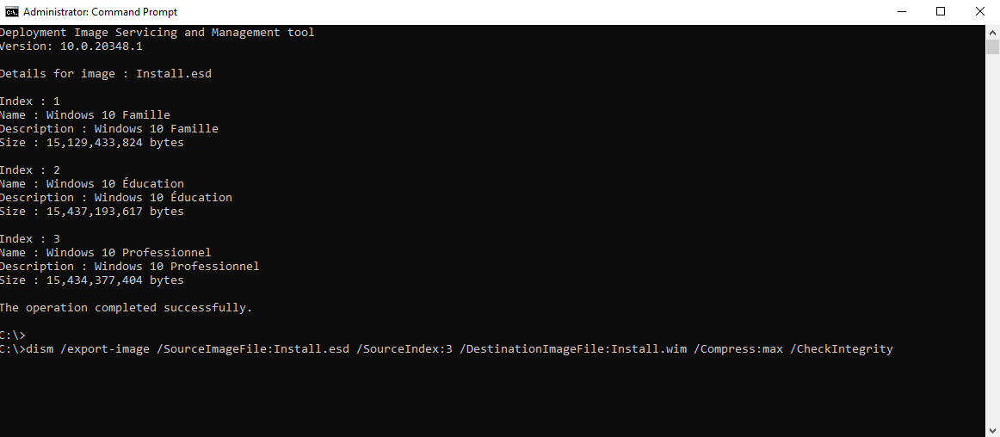 Administrator: Command Prompt
Deployment Image Servicing and Management tool
Version: 10.0.20348.1
Details for image : Install.esd
Index : 1
Name : Windows 10 Famille
Description : Windows 10 Famille
Size : 15,129,433,824 bytes
Index : 2
Name : Windows 10 Éducation
Description : Windows 10 Éducation
Size : 15,437,193,617 bytes
Index : 3
Name : Windows 10 Professionnel
Description : Windows 10 Professionnel
Size : 15,434,377,404 bytes
The operation completed successfully.
C:\>
C:\>dism /export-image /SourceImageFile:Install.esd /SourceIndex:3 /DestinationImageFile:Install.wim /Compress:max /CheckIntegrity